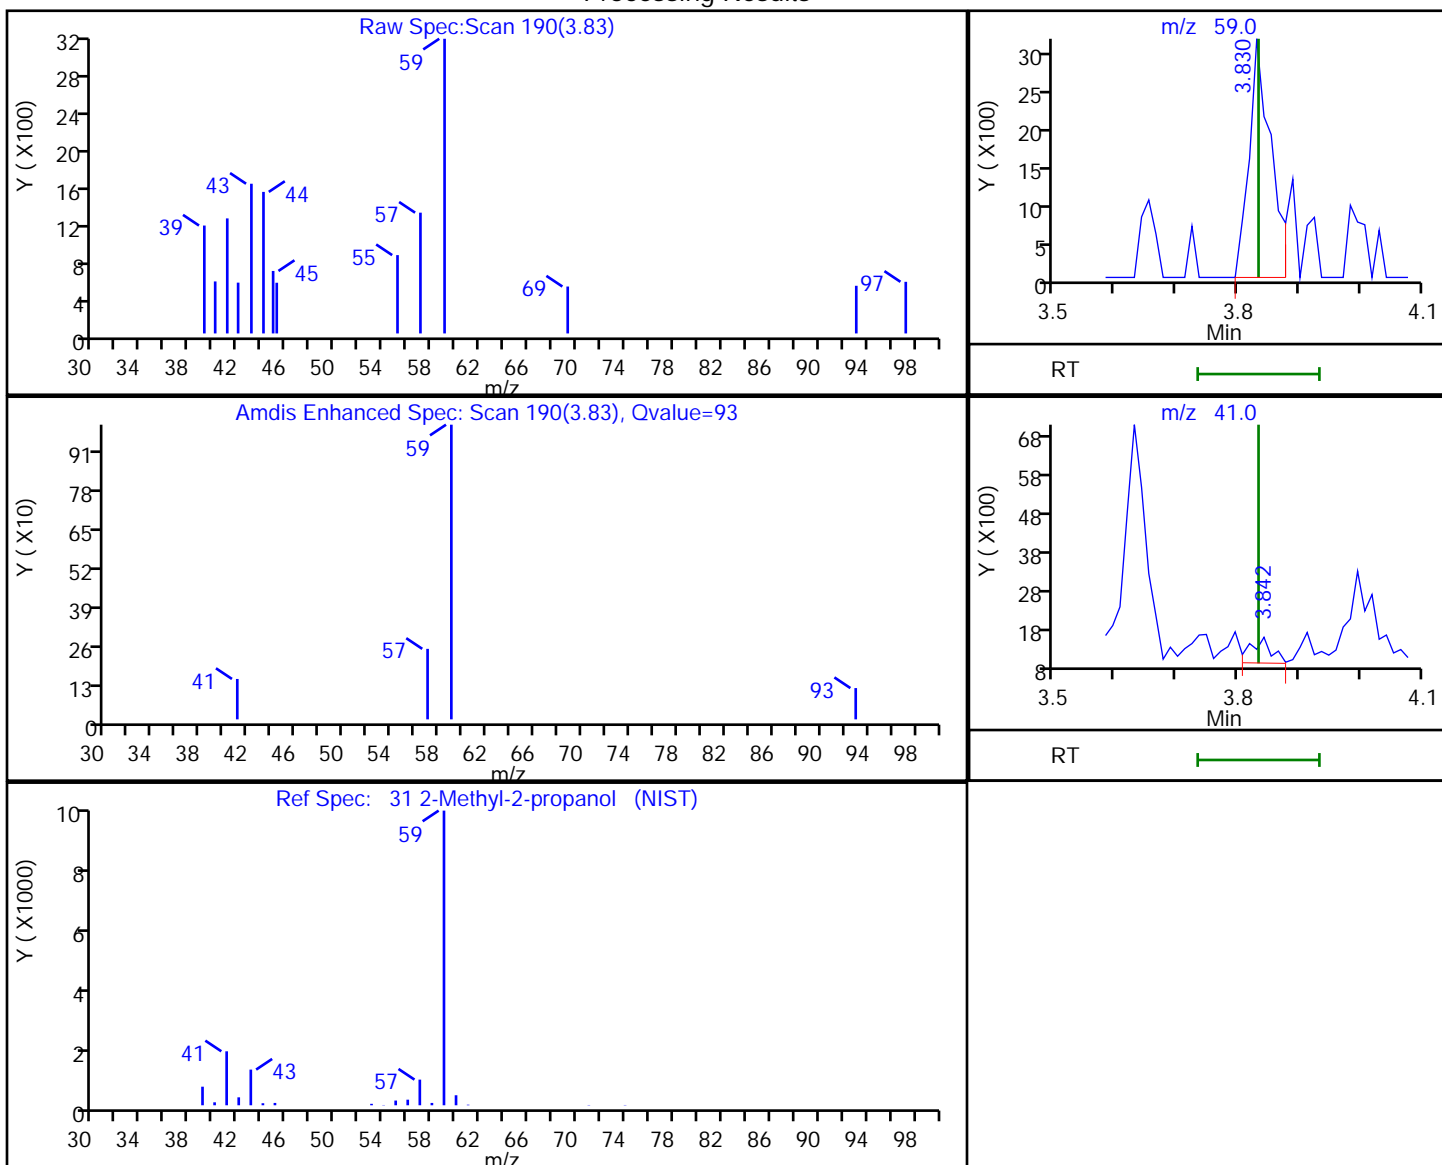 Processing Results
Raw Spec:Scan 190(3.83)
Y ( X100)
32
28
24
20
16
12
8
4
0
59
43
44
39
57
45
55
69
97
30 34 38 42 46 50 54 58 62 66 70 74 78 82 86 90 94 98
m/z
m/z 59.0
Y ( X100)
30
25
20
15
10
5
0
3.830
3.5 3.8 4.1
Min
RT
Amdis Enhanced Spec: Scan 190(3.83), Qvalue=93
Y ( X10)
91
78
65
52
39
26
13
0
59
57
41
93
30 34 38 42 46 50 54 58 62 66 70 74 78 82 86 90 94 98
m/z
m/z 41.0
Y ( X100)
68
58
48
38
28
18
8
3.842
3.5 3.8 4.1
Min
RT
Ref Spec: 31 2-Methyl-2-propanol (NIST)
Y ( X1000)
10
8
6
4
2
0
59
41
43
57
30 34 38 42 46 50 54 58 62 66 70 74 78 82 86 90 94 98
m/z